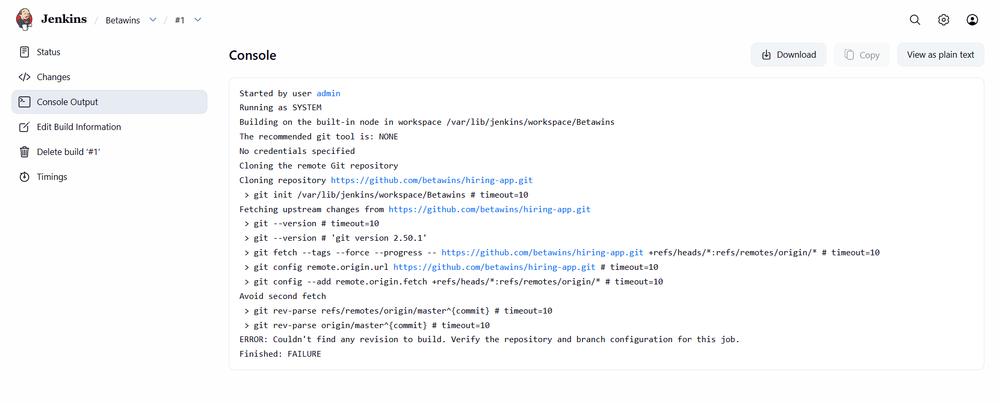 Jenkins / Betawins / #1
Status
Changes
Console Output
Edit Build Information
Delete build ‘#1’
Timings
Console
Download
Copy
View as plain text
Started by user admin
Running as SYSTEM
Building on the built-in node in workspace /var/lib/jenkins/workspace/Betawins
The recommended git tool is: NONE
No credentials specified
Cloning the remote Git repository
Cloning repository https://github.com/betawins/hiring-app.git
 > git init /var/lib/jenkins/workspace/Betawins # timeout=10
Fetching upstream changes from https://github.com/betawins/hiring-app.git
 > git --version # timeout=10
 > git --version # 'git version 2.50.1'
 > git fetch --tags --force --progress -- https://github.com/betawins/hiring-app.git +refs/heads/*:refs/remotes/origin/* # timeout=10
 > git config remote.origin.url https://github.com/betawins/hiring-app.git # timeout=10
 > git config --add remote.origin.fetch +refs/heads/*:refs/remotes/origin/* # timeout=10
Avoid second fetch
 > git rev-parse refs/remotes/origin/master^{commit} # timeout=10
 > git rev-parse origin/master^{commit} # timeout=10
ERROR: Couldn't find any revision to build. Verify the repository and branch configuration for this job.
Finished: FAILURE